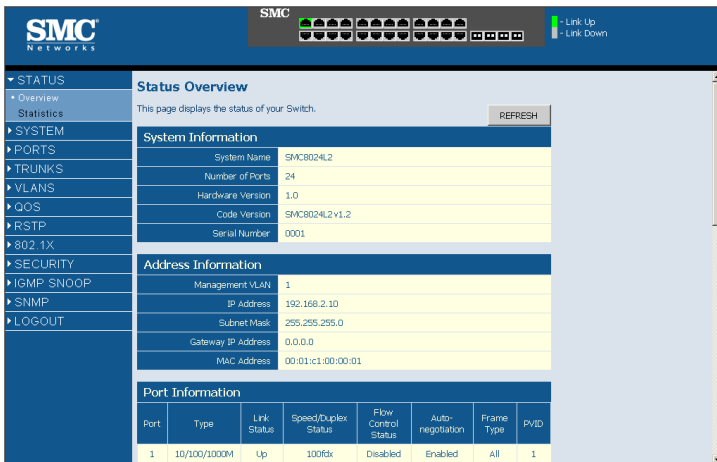 SMC
Networks
SMC
- Link Up
- Link Down
STATUS
Overview
Statistics
SYSTEM
PORTS
TRUNKS
VLANS
QOS
RSTP
802.1X
SECURITY
IGMP SNOOP
SNMP
LOGOUT
Status Overview
This page displays the status of your Switch.
REFRESH
System Information
System Name SMC8024L2
Number of Ports 24
Hardware Version 1.0
Code Version SMC8024L2 v1.2
Serial Number 0001
Address Information
Management VLAN 1
IP Address 192.168.2.10
Subnet Mask 255.255.255.0
Gateway IP Address 0.0.0.0
MAC Address 00:01:c1:00:00:01
Port Information
Port Type Link Status Speed/Duplex Status Flow Control Status Auto-negotiation Frame Type PVID
1 10/100/1000M Up 100fdx Disabled Enabled All 1